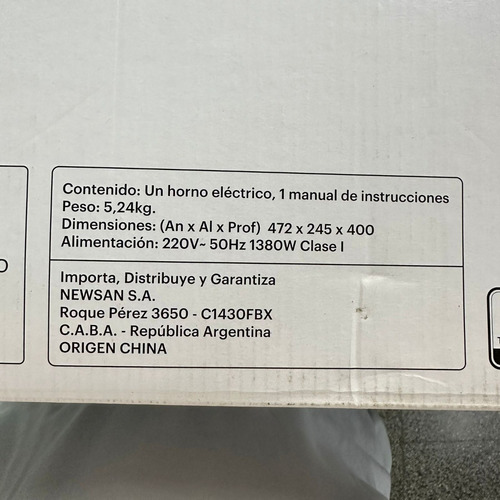 Contenido: Un horno eléctrico, 1 manual de instrucciones
Peso: 5,24kg.
Dimensiones: (An x Al x Prof) 472 x 245 x 400
Alimentación: 220V~ 50Hz 1380W Clase I
Importa, Distribuye y Garantiza
NEWSAN S.A.
Roque Pérez 3650 - C1430FBX
C.A.B.A. - República Argentina
ORIGEN CHINA